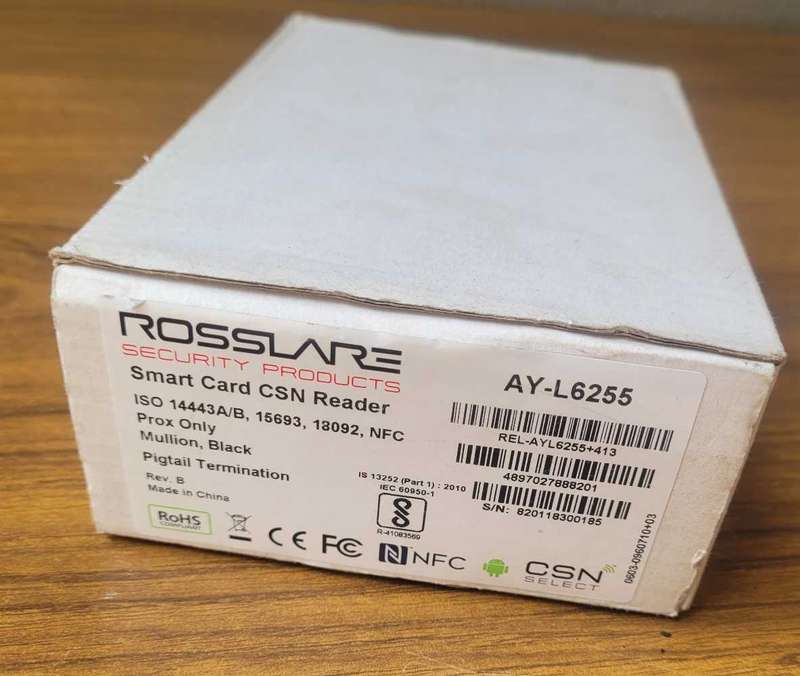 ROSSLARE
SECURITY PRODUCTS
Smart Card CSN Reader
ISO 14443A/B, 15693, 18092, NFC
Prox Only
Mullion, Black
Pigtail Termination
Rev. B
Made in China
AY-L6255
REL-AYL6255+413
4897027888201
S/N: 820118300185
IS 13252 (Part 1) : 2010
IEC 60950-1
R-41083569
RoHS
COMPLIANT
CE FC
N NFC
CSN
SELECT
0603-0960710+03